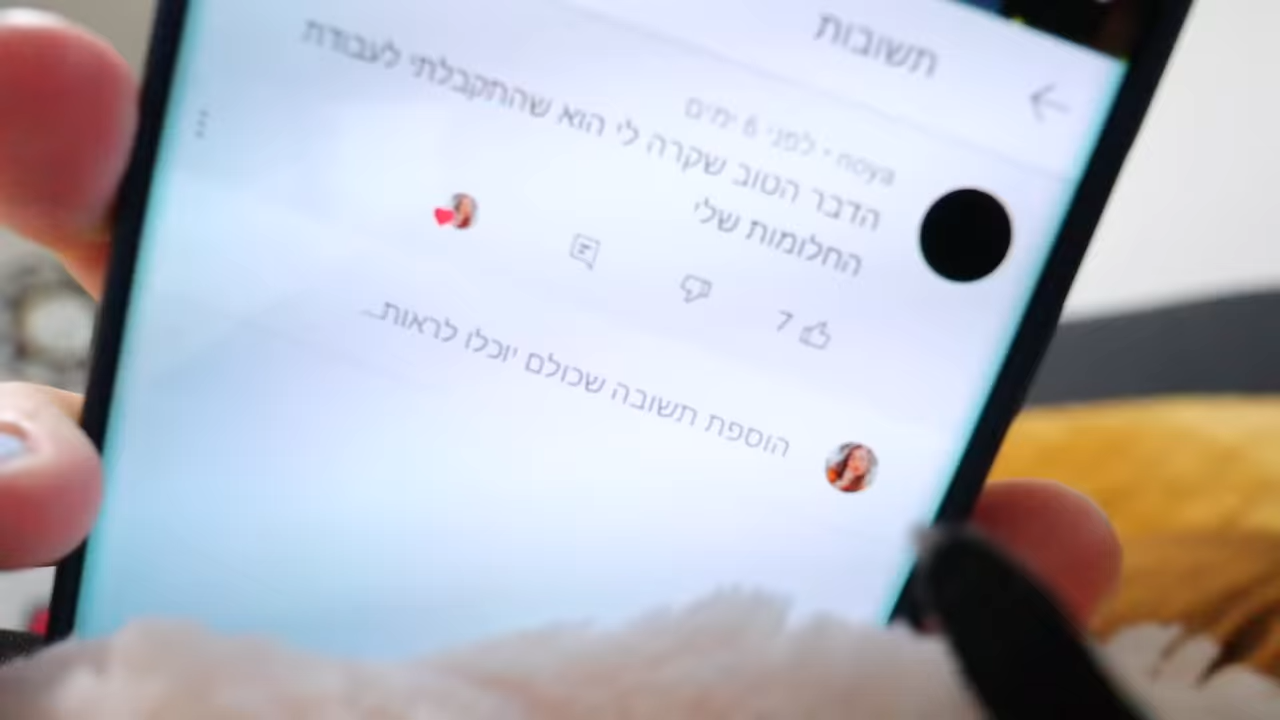 תשובות
noya • לפני 6 ימים
הדבר הטוב שקרה לי הוא שהתקבלתי לעבודת
החלומות שלי
7
הוספת תשובה שכולם יוכלו לראות...